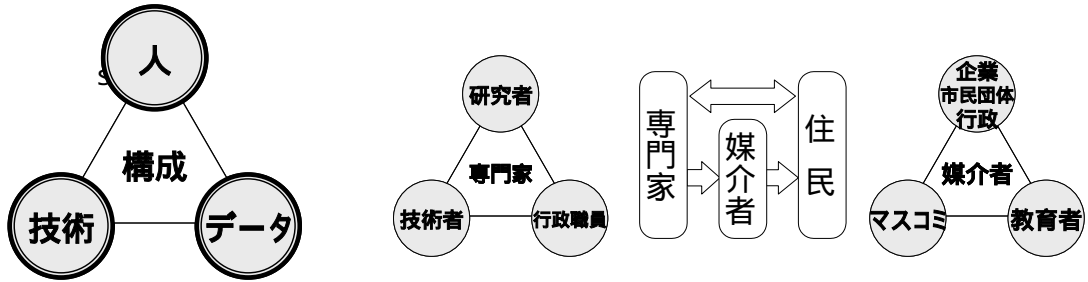 人
S
構成
技術
データ
研究者
専門家
技術者
行政職員
専門家
媒介者
住民
企業
市民団体
行政
媒介者
マスコミ
教育者